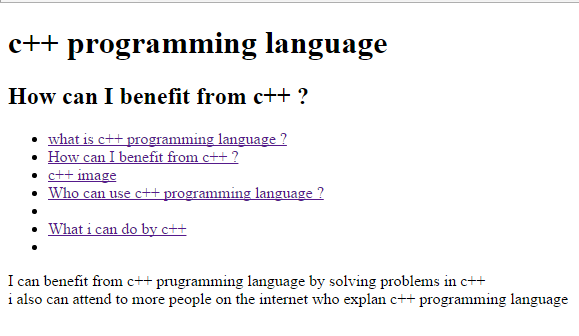 c++ programming language
How can I benefit from c++ ?
what is c++ programming language ?
How can I benefit from c++ ?
c++ image
Who can use c++ programming language ?
What i can do by c++
I can benefit from c++ prugramming language by solving problems in c++
i also can attend to more people on the internet who explan c++ programming language